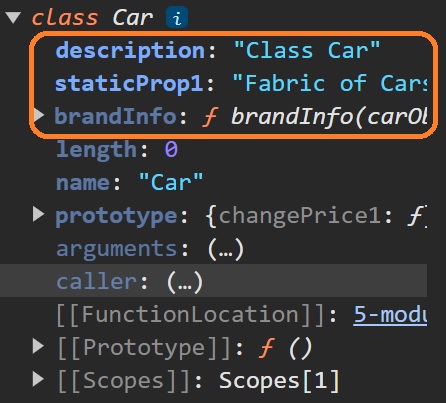 class Car i
description: "Class Car"
staticProp1: "Fabric of Cars
brandInfo: ƒ brandInfo(carOb
length: 0
name: "Car"
prototype: {changePrice1: ƒ}
arguments: (…)
caller: (…)
[[FunctionLocation]]: 5-modu
[[Prototype]]: ƒ ()
[[Scopes]]: Scopes[1]